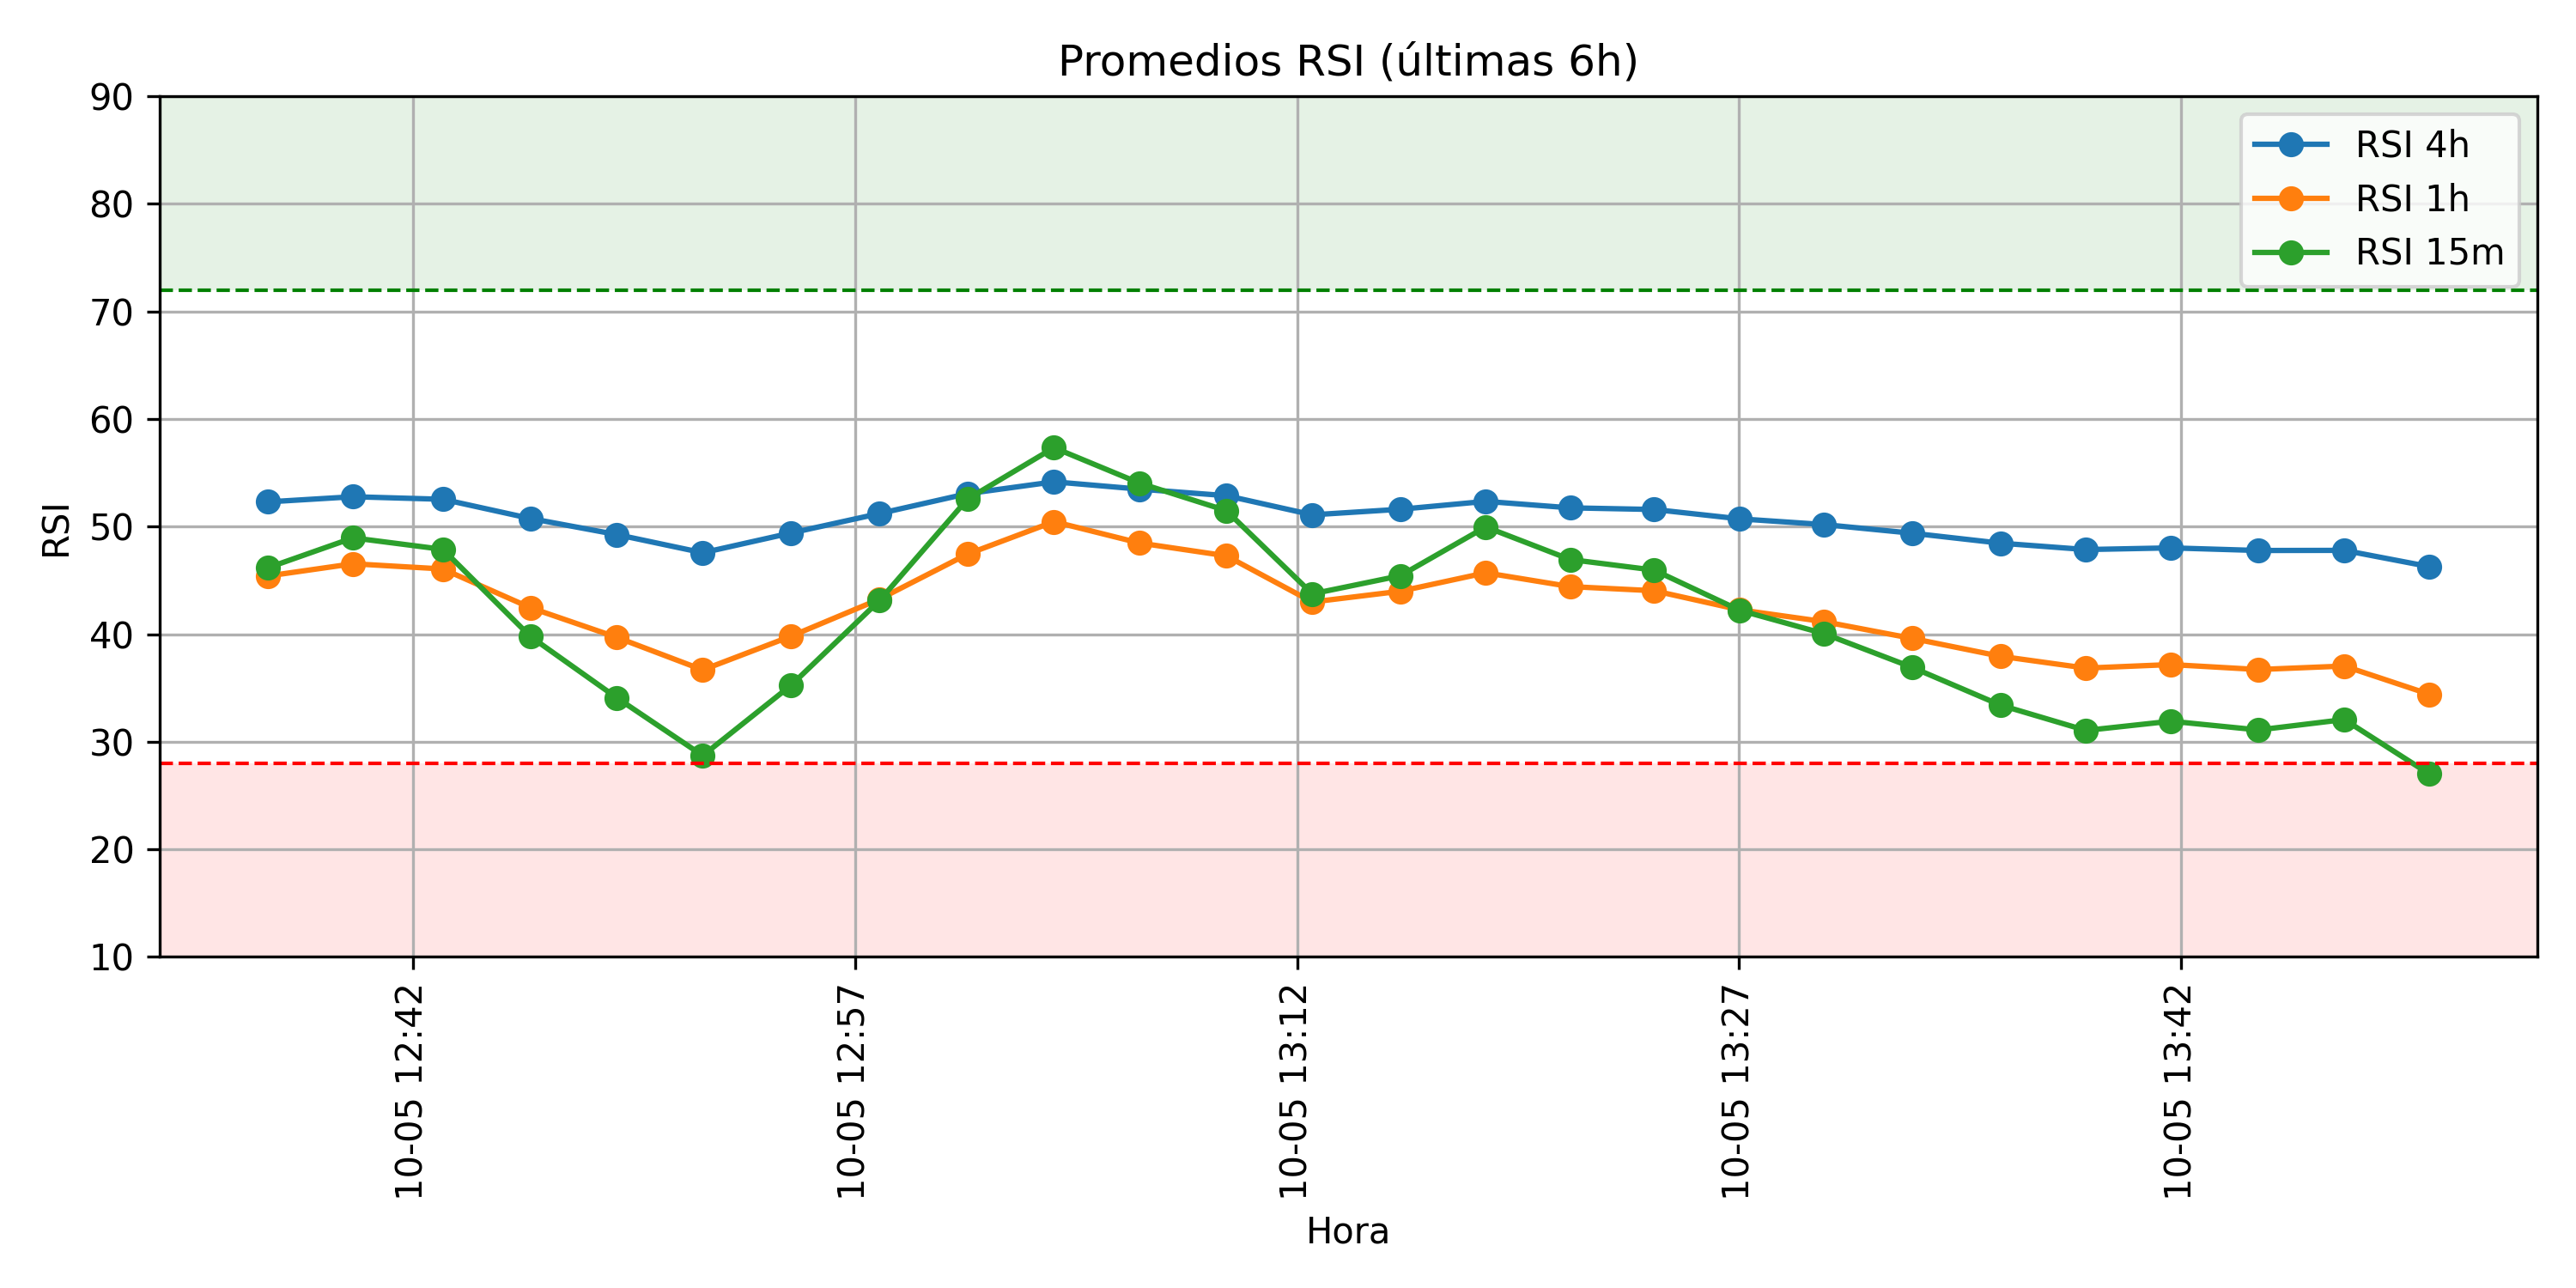 Promedios RSI (últimas 6h)
RSI 4h
RSI 1h
RSI 15m
RSI
90
80
70
60
50
40
30
20
10
10-05 12:42
10-05 12:57
10-05 13:12
10-05 13:27
10-05 13:42
Hora